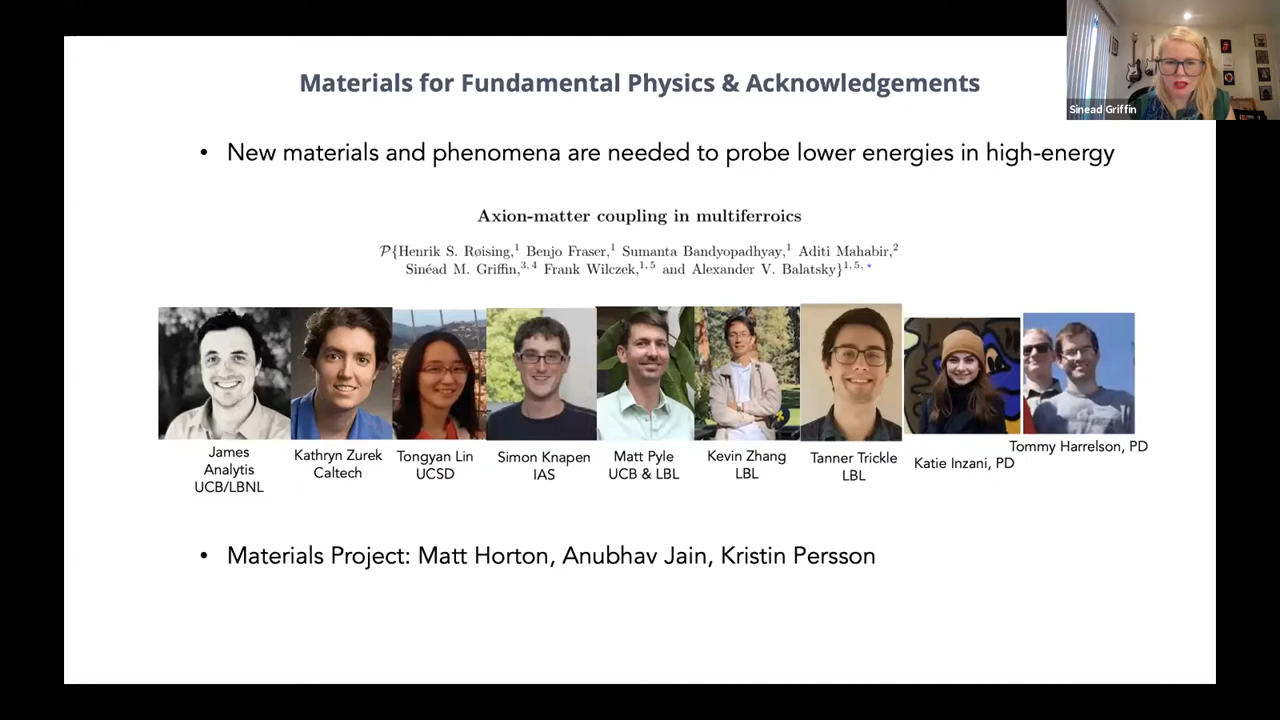 Materials for Fundamental Physics & Acknowledgements
Sinead Griffin
• New materials and phenomena are needed to probe lower energies in high-energy
Axion-matter coupling in multiferroics
𝒫{Henrik S. Røising,¹ Benjo Fraser,¹ Sumanta Bandyopadhyay,¹ Aditi Mahabir,²
Sinéad M. Griffin,³,⁴ Frank Wilczek,¹,⁵ and Alexander V. Balatsky}¹,⁵,*
James
Analytis
UCB/LBNL
Kathryn Zurek
Caltech
Tongyan Lin
UCSD
Simon Knapen
IAS
Matt Pyle
UCB & LBL
Kevin Zhang
LBL
Tanner Trickle
LBL
Katie Inzani, PD
Tommy Harrelson, PD
• Materials Project: Matt Horton, Anubhav Jain, Kristin Persson